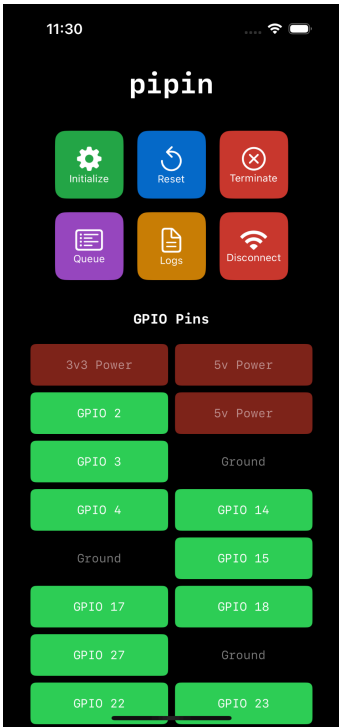 11:30
pipin
Initialize Reset Terminate
Queue Logs Disconnect
GPIO Pins
3v3 Power 5v Power
GPIO 2 5v Power
GPIO 3 Ground
GPIO 4 GPIO 14
Ground GPIO 15
GPIO 17 GPIO 18
GPIO 27 Ground
GPIO 22 GPIO 23